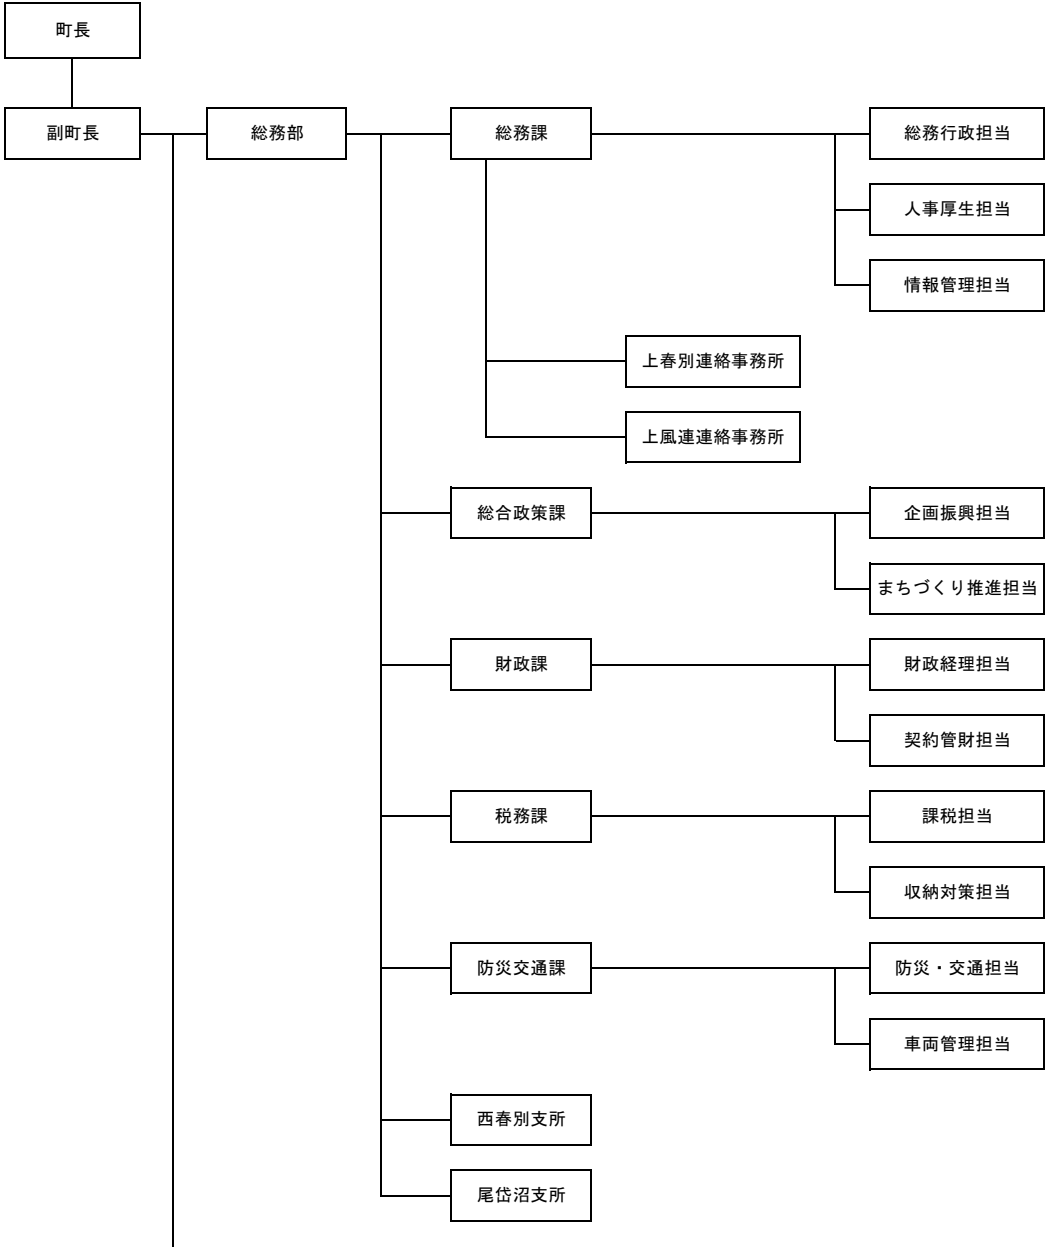 町長
副町長
総務部
総務課
総務行政担当
人事厚生担当
情報管理担当
上春別連絡事務所
上風連連絡事務所
総合政策課
企画振興担当
まちづくり推進担当
財政課
財政経理担当
契約管財担当
税務課
課税担当
収納対策担当
防災交通課
防災・交通担当
車両管理担当
西春別支所
尾岱沼支所